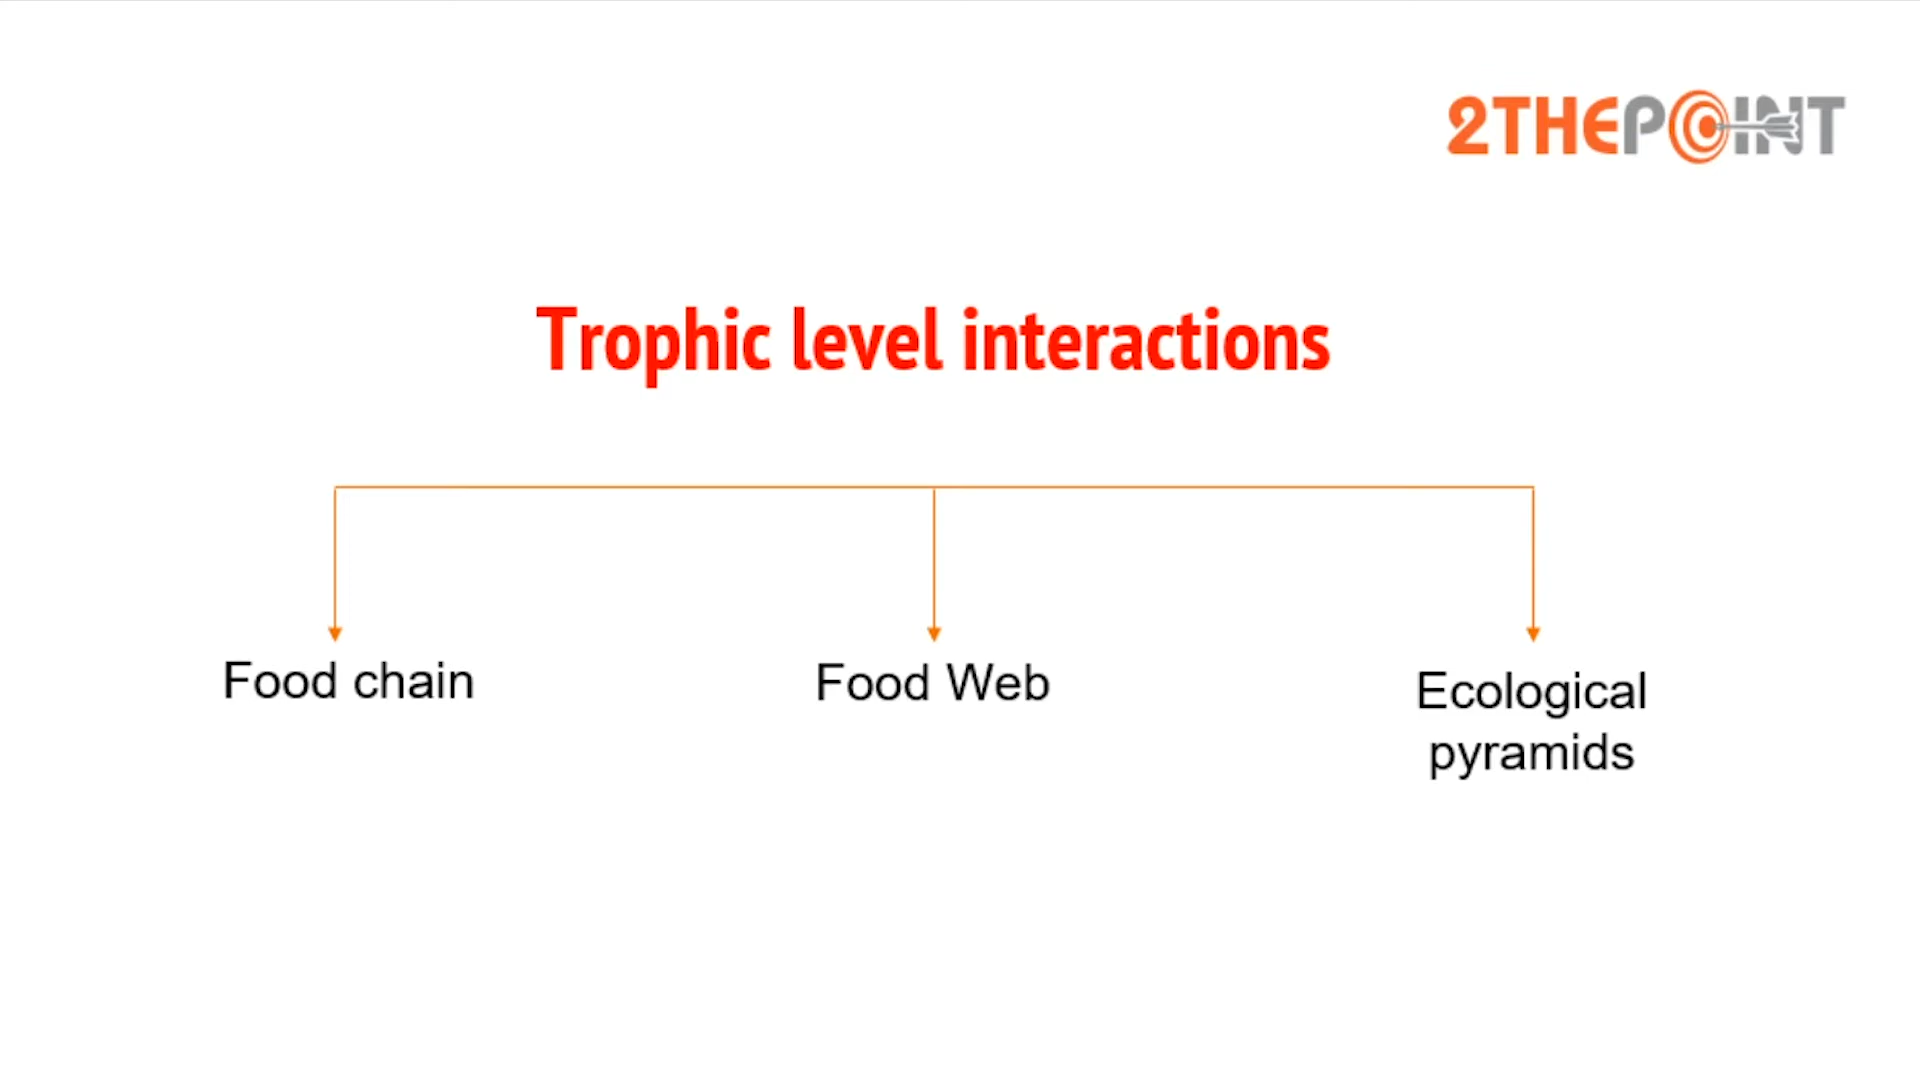 2THEPOINT
Trophic level interactions
Food chain
Food Web
Ecological
pyramids